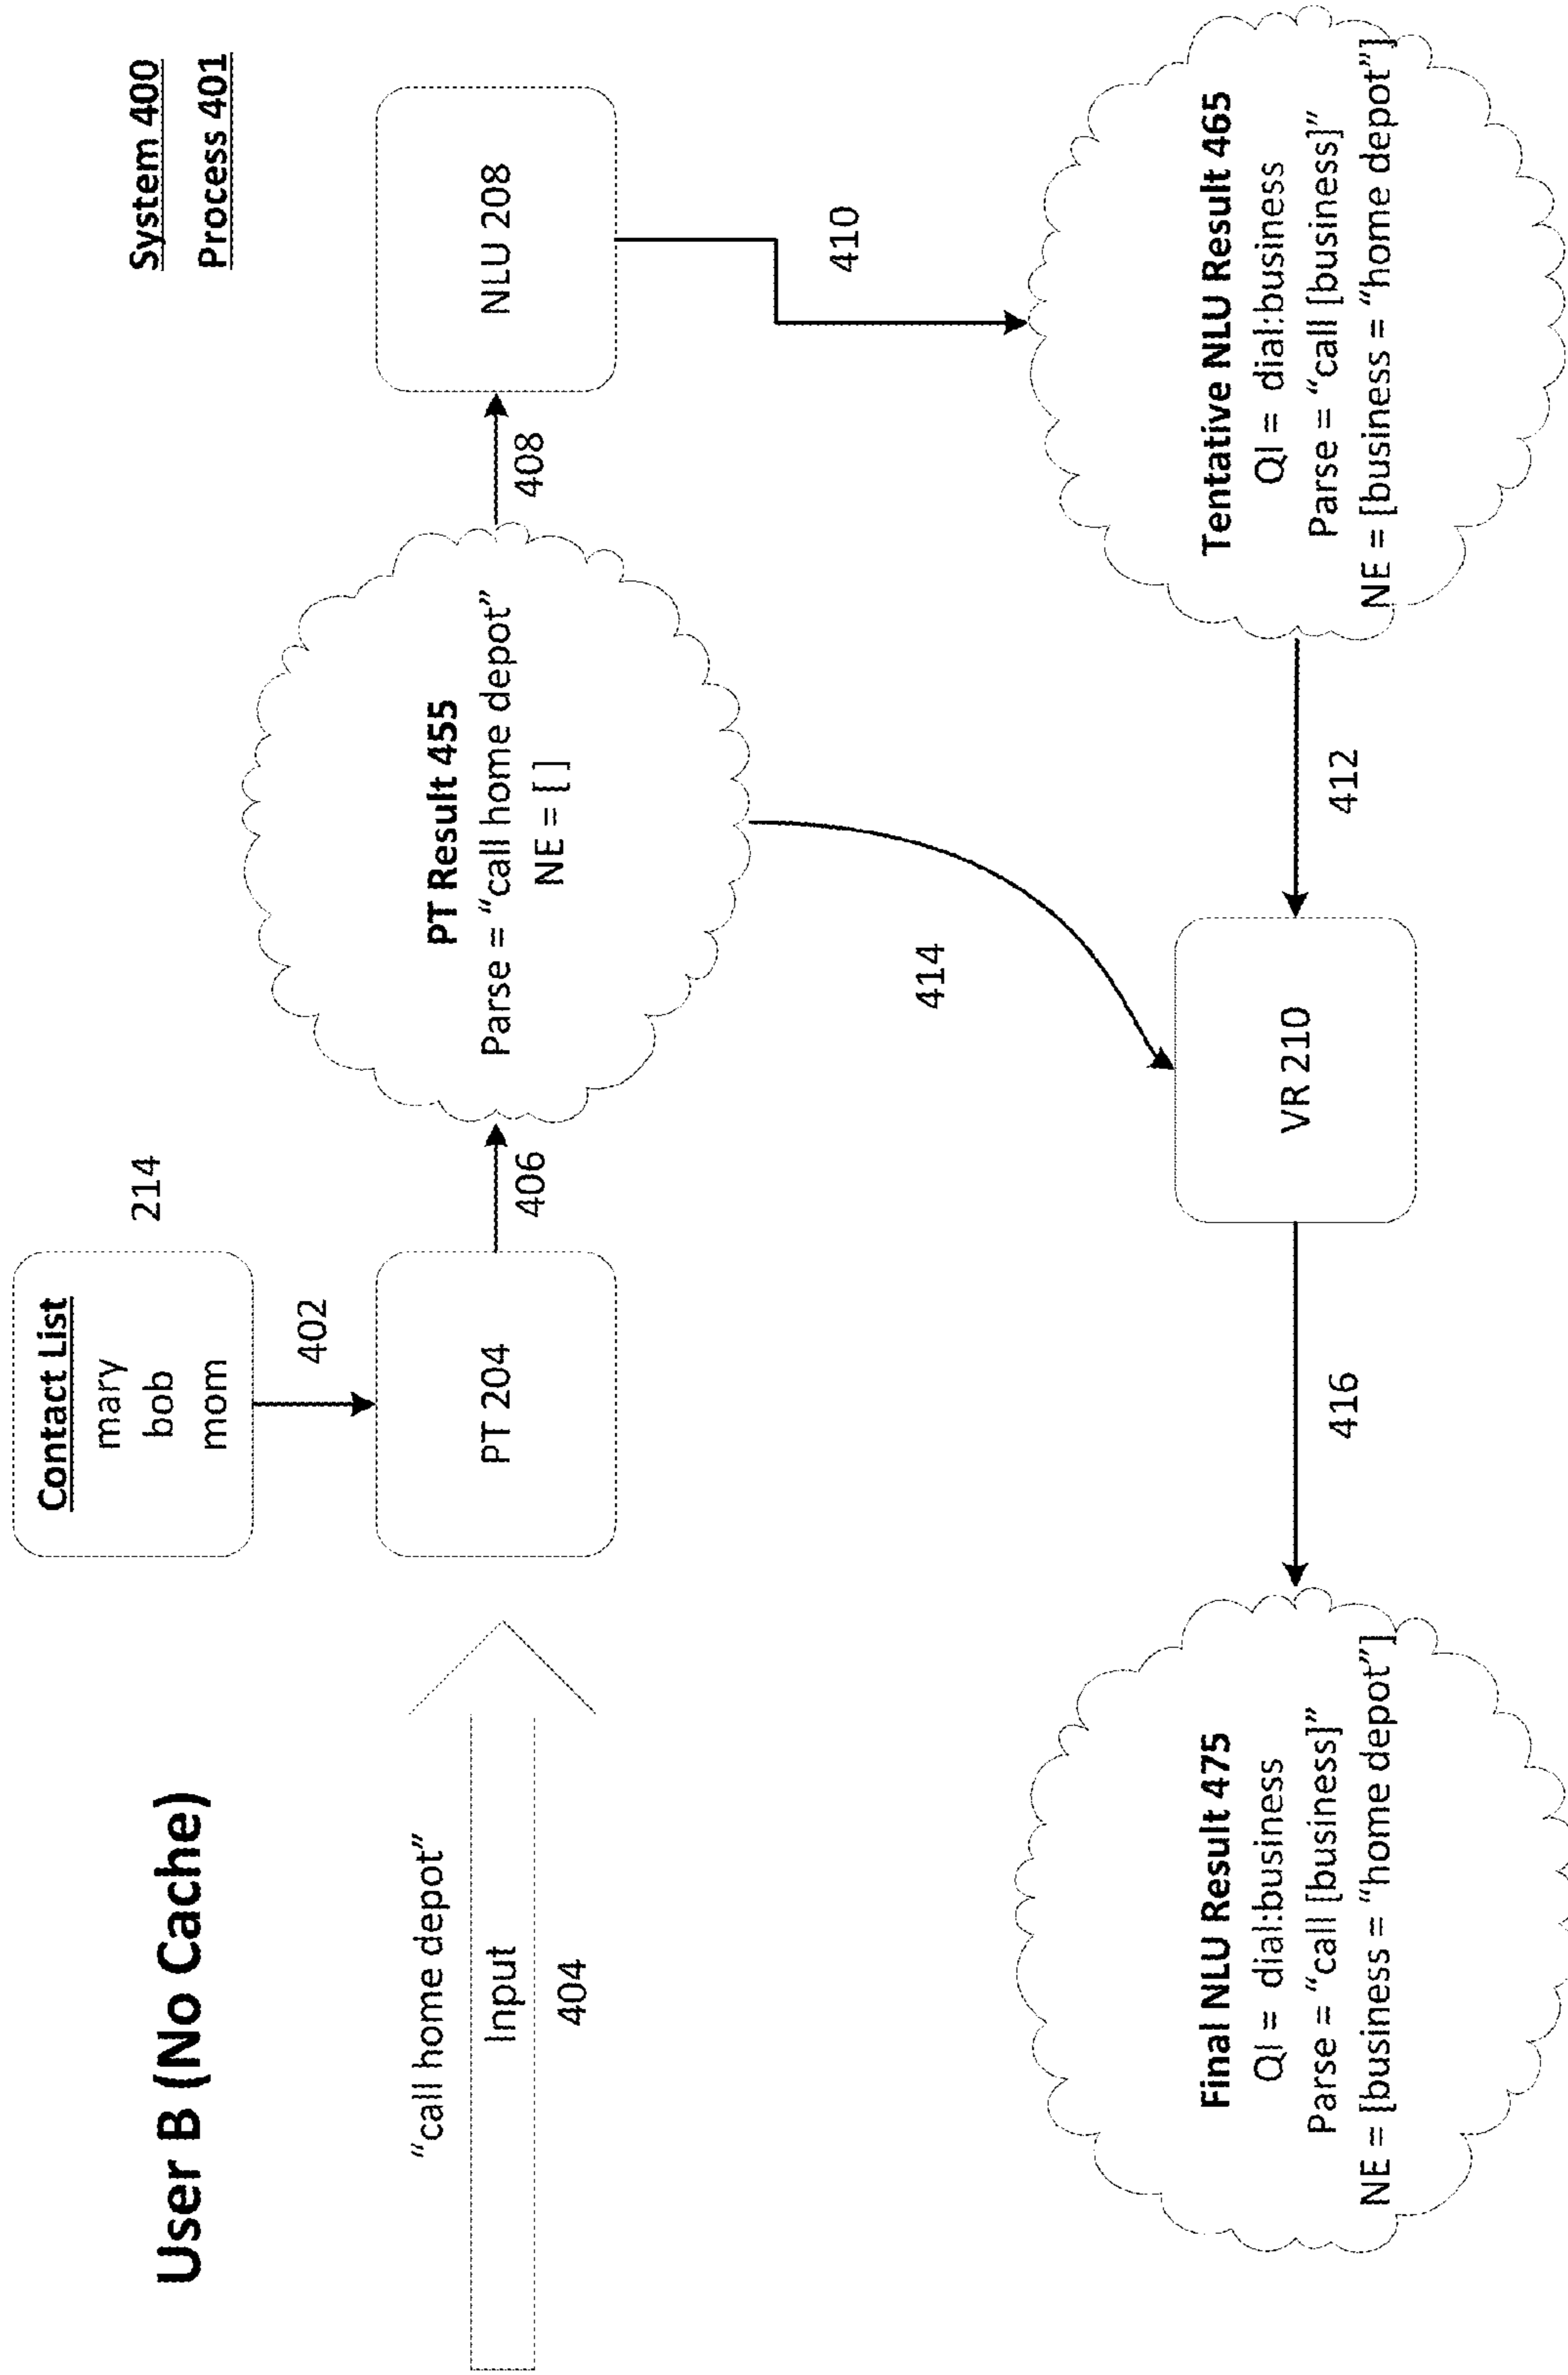 User B (No Cache)
System 400
Process 401
Contact List
mary
bob
mom
214
402
"call home depot"
Input
404
PT 204
406
PT Result 455
Parse = "call home depot"
NE = [ ]
408
NLU 208
410
414
Tentative NLU Result 465
QI = dial:business
Parse = "call [business]"
NE = [business = "home depot"]
412
VR 210
416
Final NLU Result 475
QI = dial:business
Parse = "call [business]"
NE = [business = "home depot"]